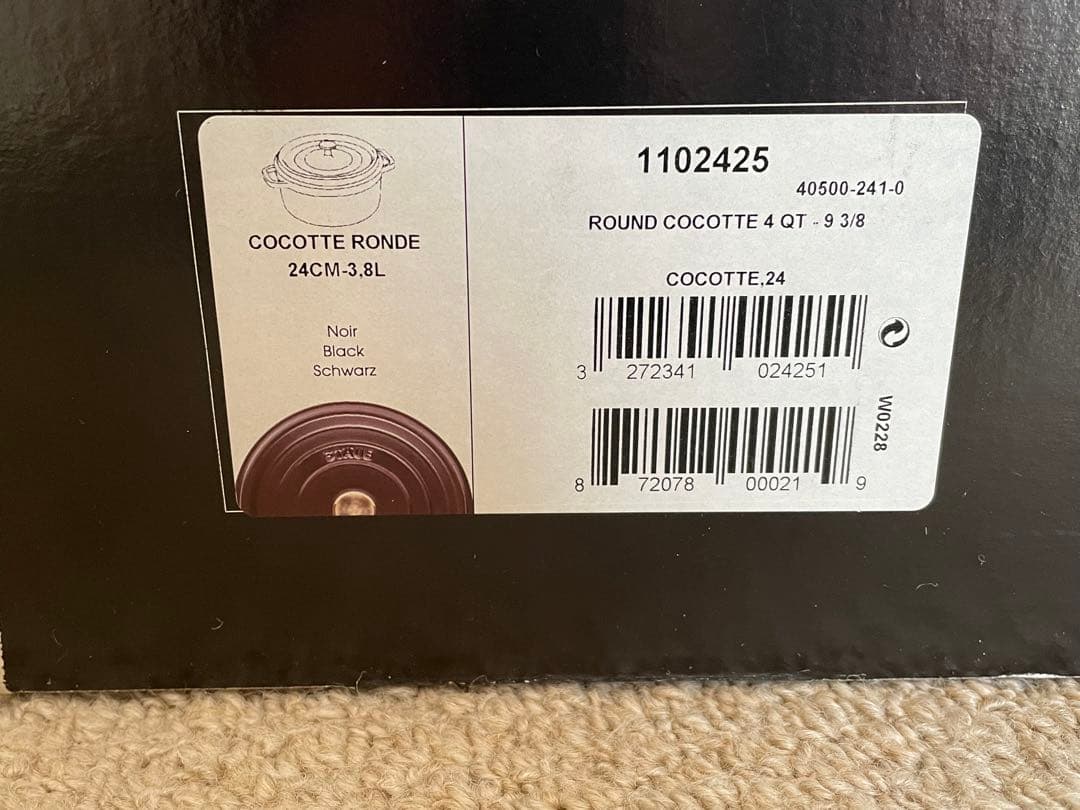 COCOTTE RONDE
24CM-3,8L
Noir
Black
Schwarz
STAUB
1102425
40500-241-0
ROUND COCOTTE 4 QT - 9 3/8
COCOTTE,24
3 272341 024251
8 72078 00021 9
W0228